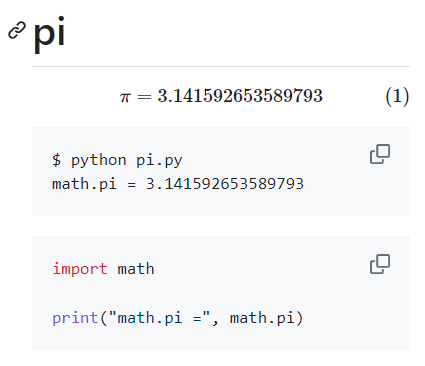 pi
π = 3.141592653589793 (1)
$ python pi.py
math.pi = 3.141592653589793
import math
print("math.pi =", math.pi)